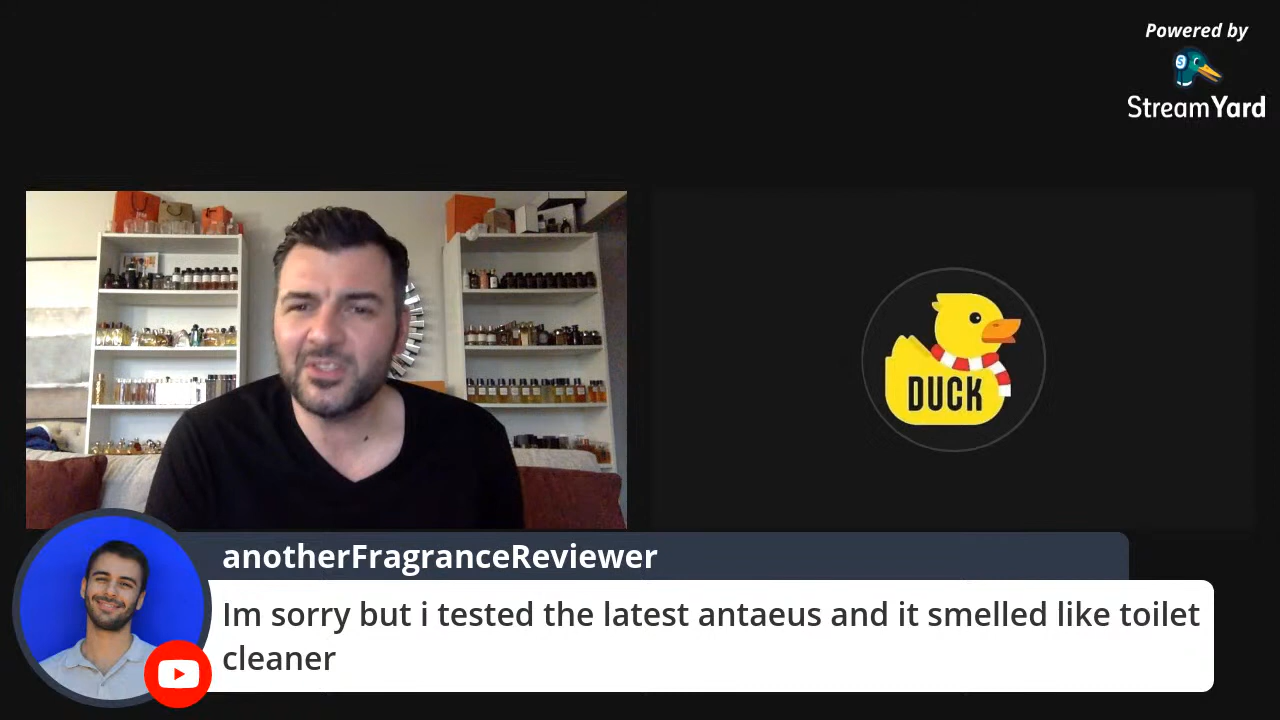 Powered by
StreamYard
DUCK
anotherFragranceReviewer
Im sorry but i tested the latest antaeus and it smelled like toilet
cleaner